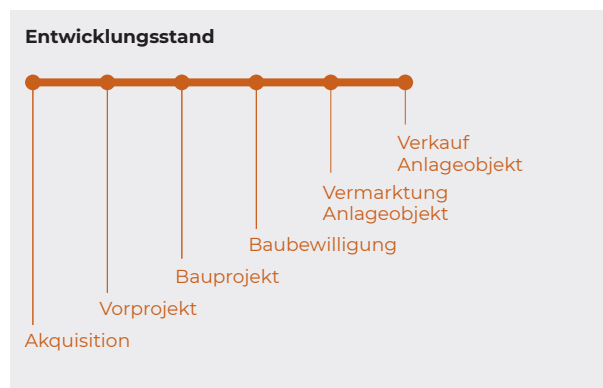 Entwicklungsstand
Verkauf
Anlageobjekt
Vermarktung
Anlageobjekt
Baubewilligung
Bauprojekt
Vorprojekt
Akquisition